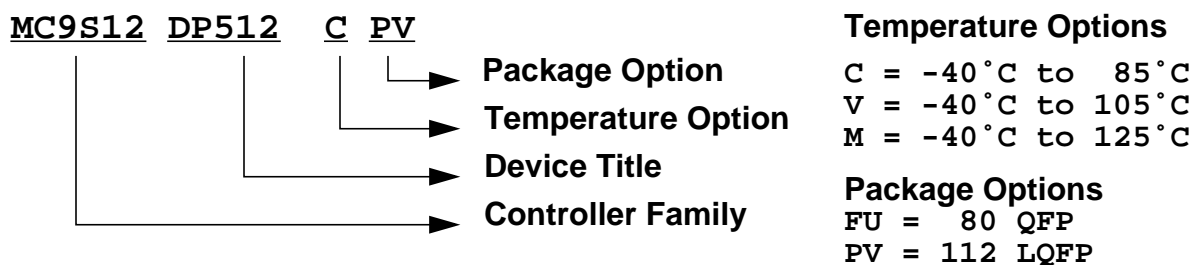 MC9S12 DP512 C PV
Package Option
Temperature Option
Device Title
Controller Family
Temperature Options
C = -40˚C to 85˚C
V = -40˚C to 105˚C
M = -40˚C to 125˚C
Package Options
FU = 80 QFP
PV = 112 LQFP